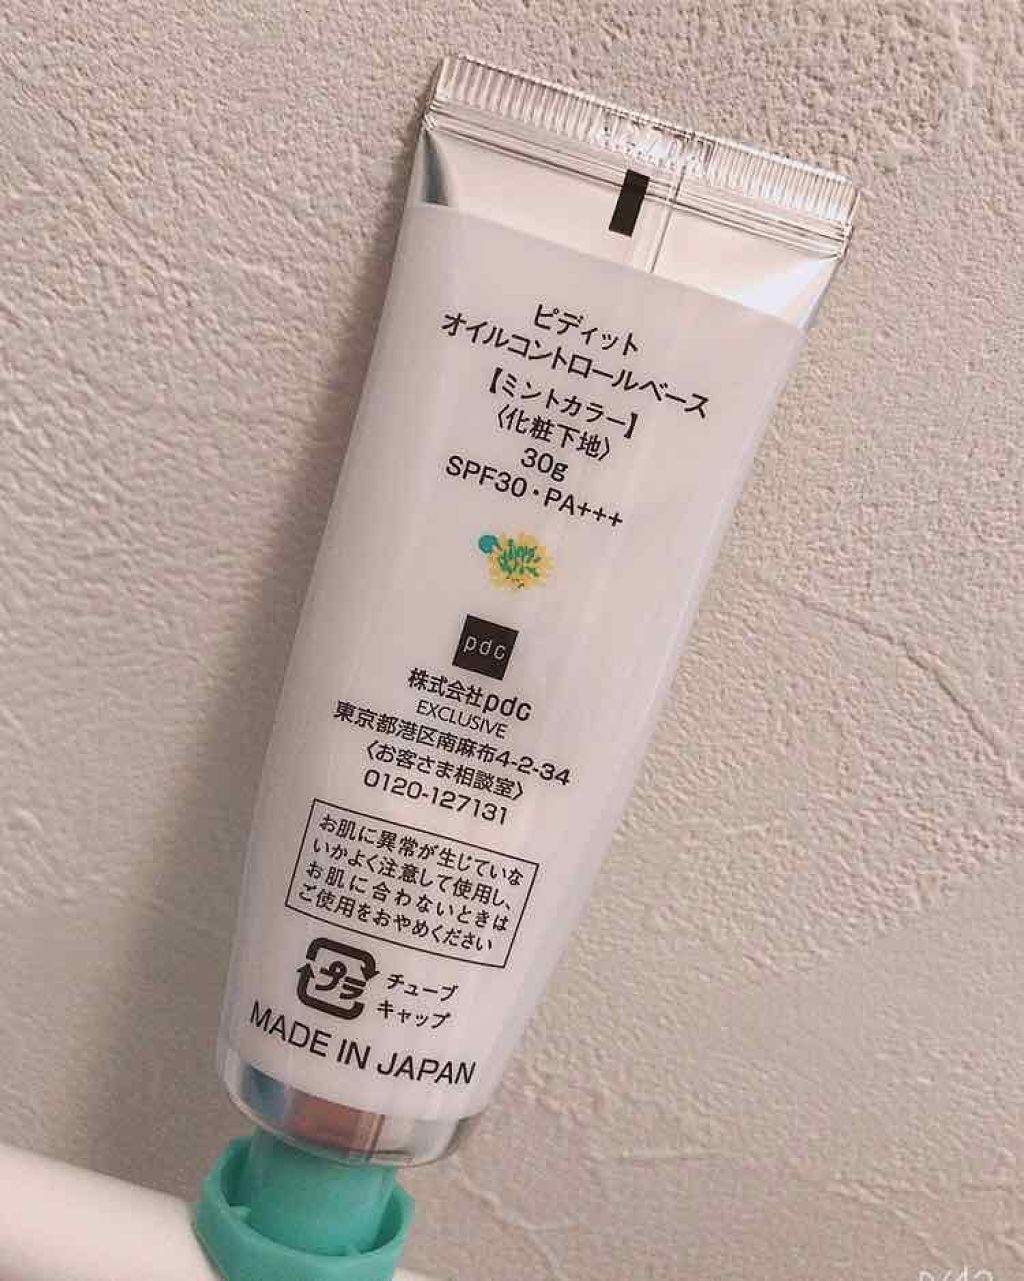 ピディット
オイルコントロールベース
【ミントカラー】
〈化粧下地〉
30g
SPF30・PA+++
pdc
株式会社pdc
EXCLUSIVE
東京都港区南麻布4-2-34
〈お客さま相談室〉
0120-127131
お肌に異常が生じていな
いかよく注意して使用し、
お肌に合わないときは
ご使用をおやめください
プラ チューブ
キャップ
MADE IN JAPAN